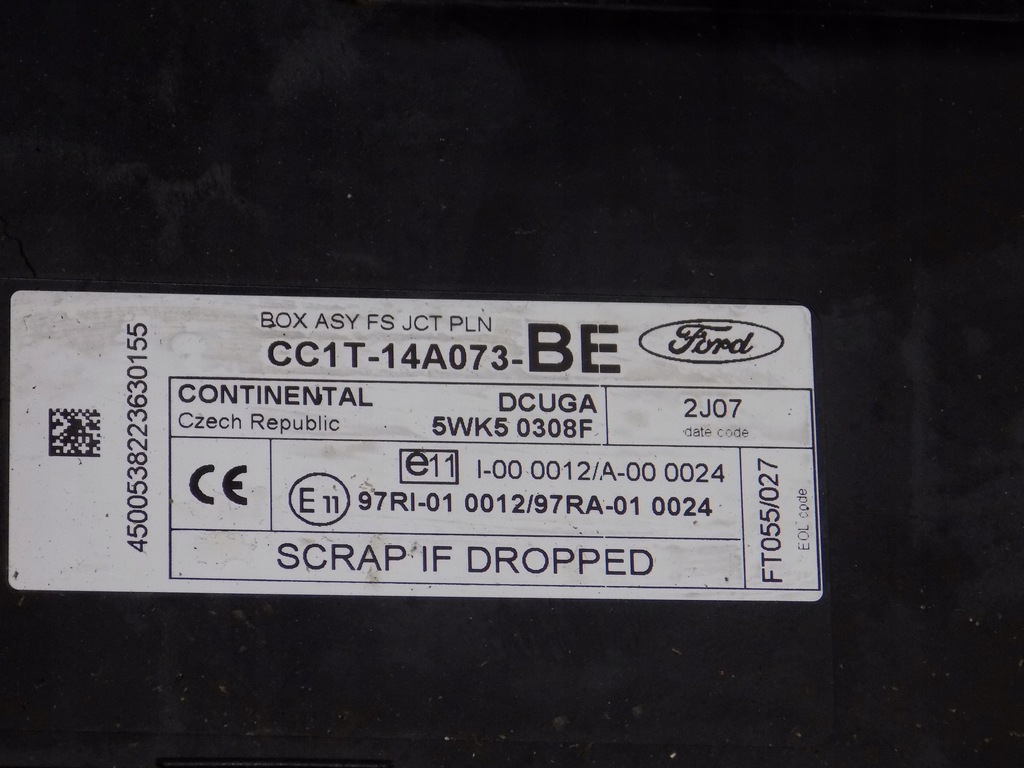 BOX ASY FS JCT PLN
CC1T-14A073-BE
Ford
45005382223630155
CONTINENTAL
Czech Republic
DCUGA
5WK5 0308F
2J07
date code
CE
e11 I-00 0012/A-00 0024
E11 97RI-01 0012/97RA-01 0024
SCRAP IF DROPPED
FT055/027
EOL code